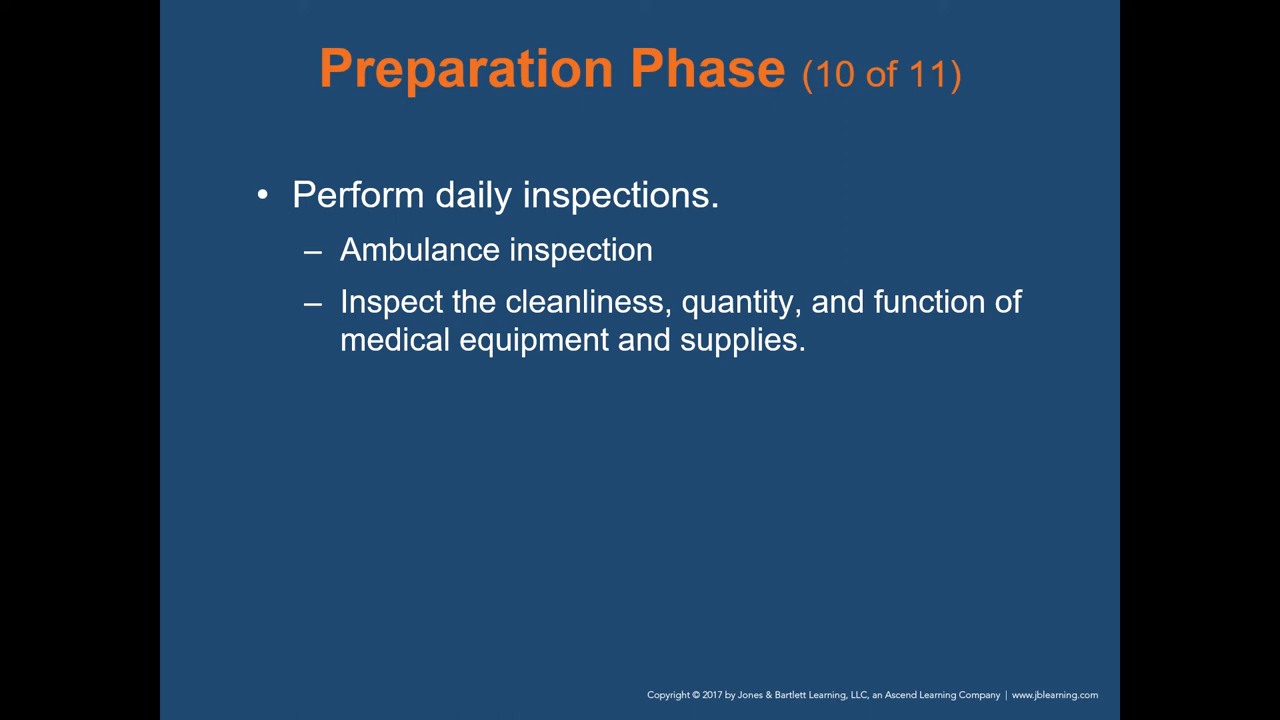 Preparation Phase (10 of 11)
• Perform daily inspections.
– Ambulance inspection
– Inspect the cleanliness, quantity, and function of
medical equipment and supplies.
Copyright © 2017 by Jones & Bartlett Learning, LLC, an Ascend Learning Company | www.jblearning.com